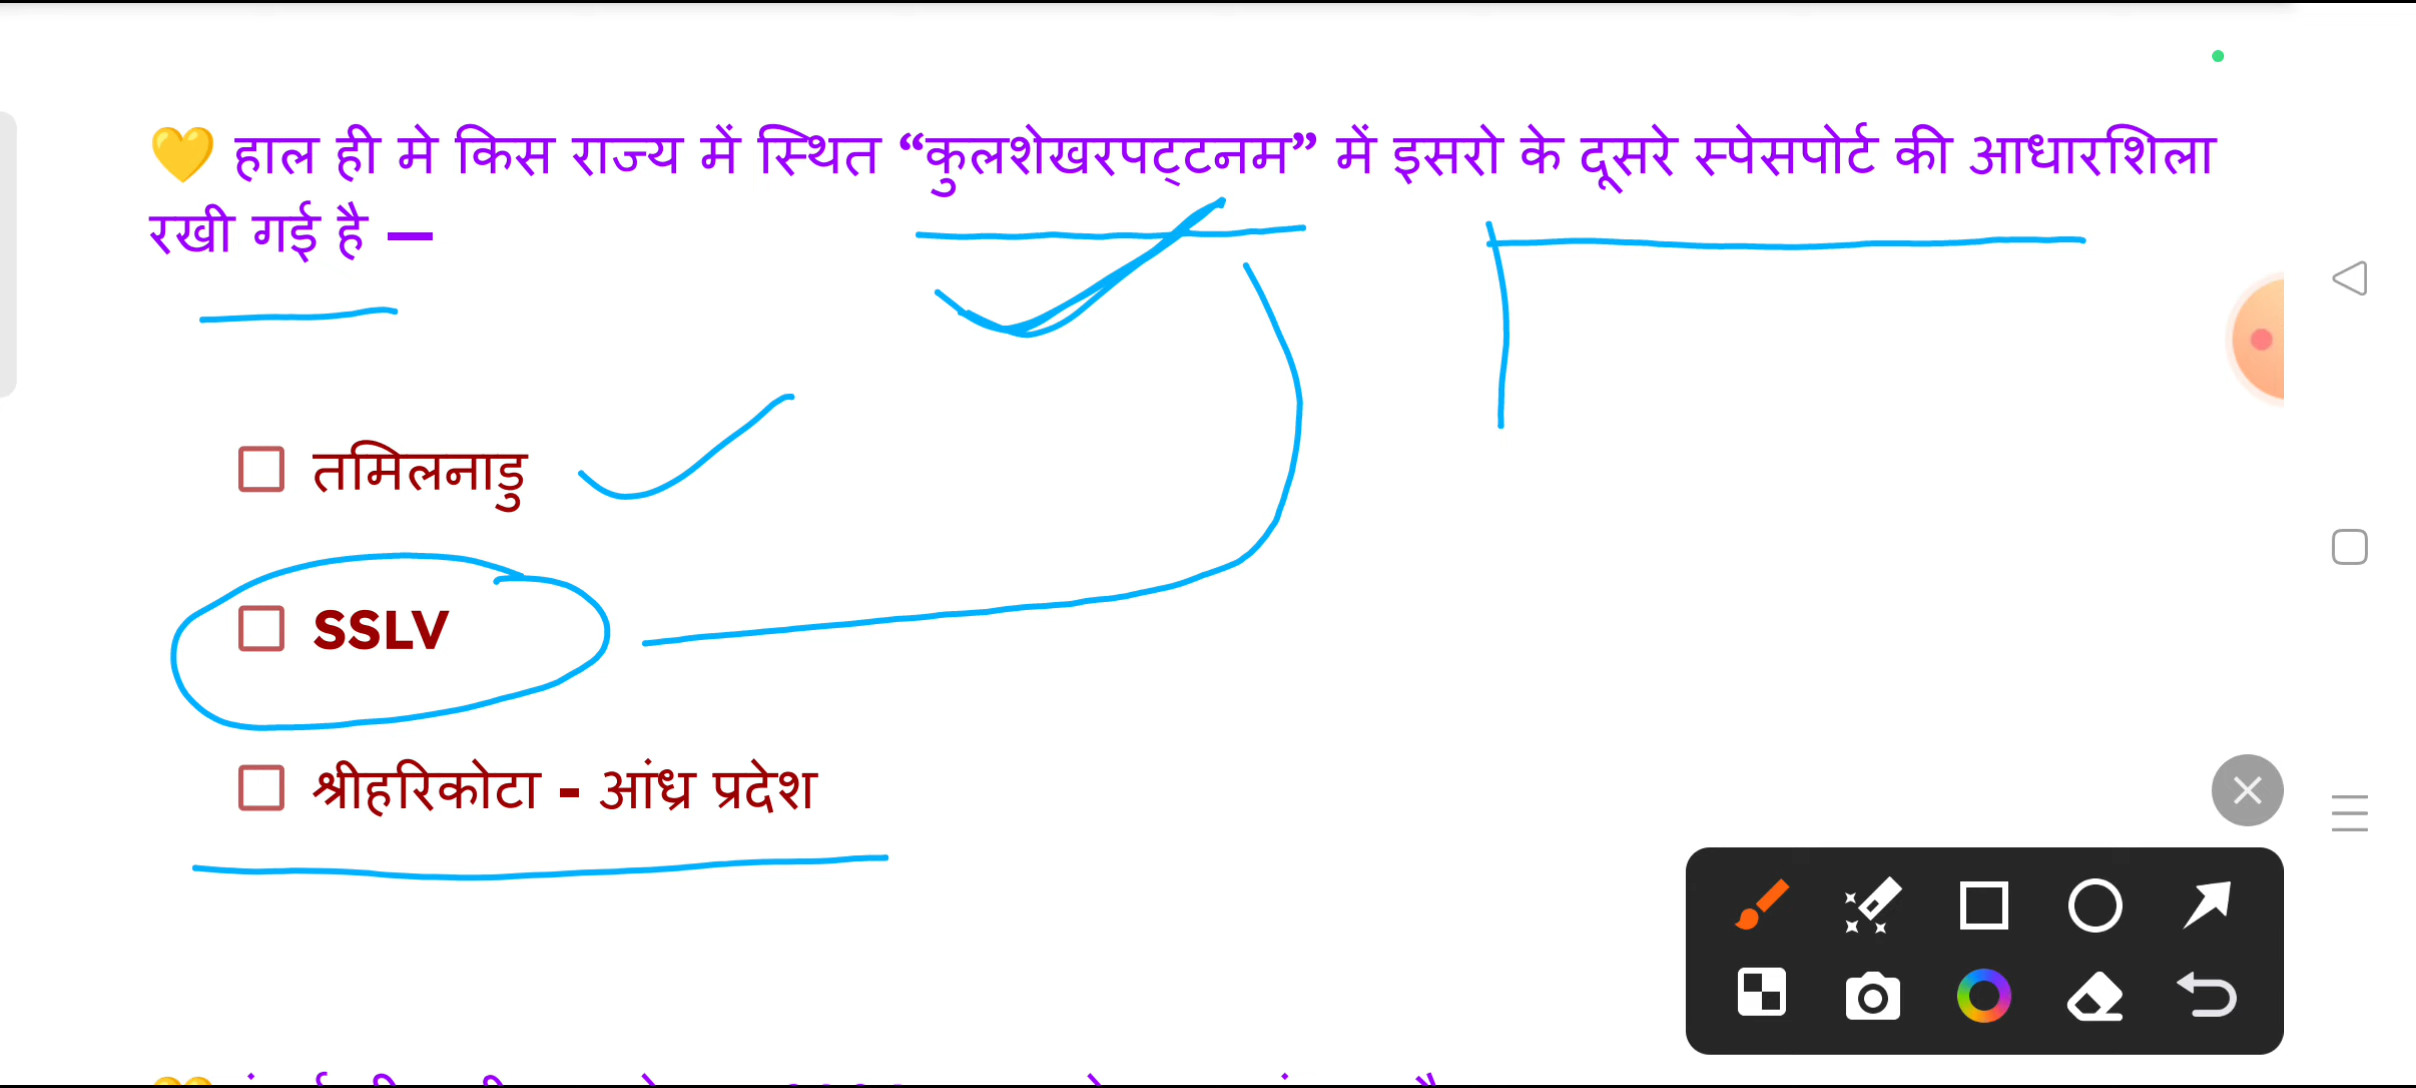 💛 हाल ही मे किस राज्य में स्थित “कुलशेखरपट्टनम” में इसरो के दूसरे स्पेसपोर्ट की आधारशिला
रखी गई है —
तमिलनाडु
SSLV
श्रीहरिकोटा - आंध्र प्रदेश